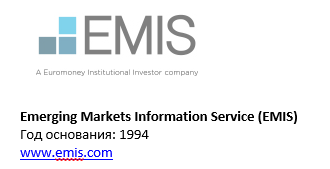 EMIS
A Euromoney Institutional Investor company
Emerging Markets Information Service (EMIS)
Год основания: 1994
www.emis.com